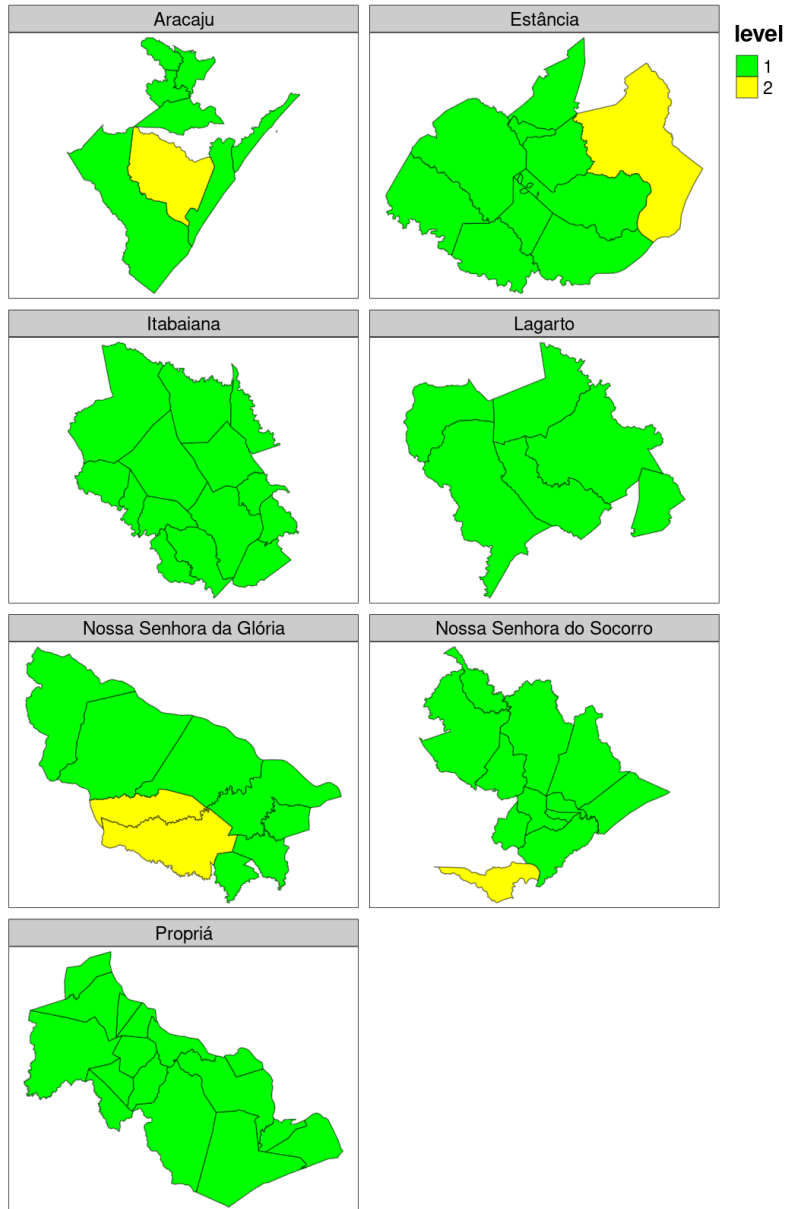 Aracaju
Estância
level
1
2
Itabaiana
Lagarto
Nossa Senhora da Glória
Nossa Senhora do Socorro
Propriá